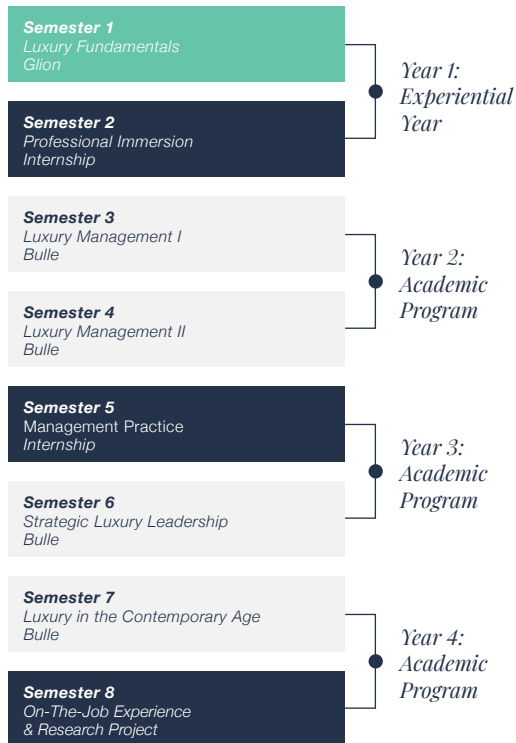 Semester 1
Luxury Fundamentals
Glion
Year 1:
Experiential
Year
Semester 2
Professional Immersion
Internship
Semester 3
Luxury Management I
Bulle
Year 2:
Academic
Program
Semester 4
Luxury Management II
Bulle
Semester 5
Management Practice
Internship
Year 3:
Academic
Program
Semester 6
Strategic Luxury Leadership
Bulle
Semester 7
Luxury in the Contemporary Age
Bulle
Year 4:
Academic
Program
Semester 8
On-The-Job Experience
& Research Project